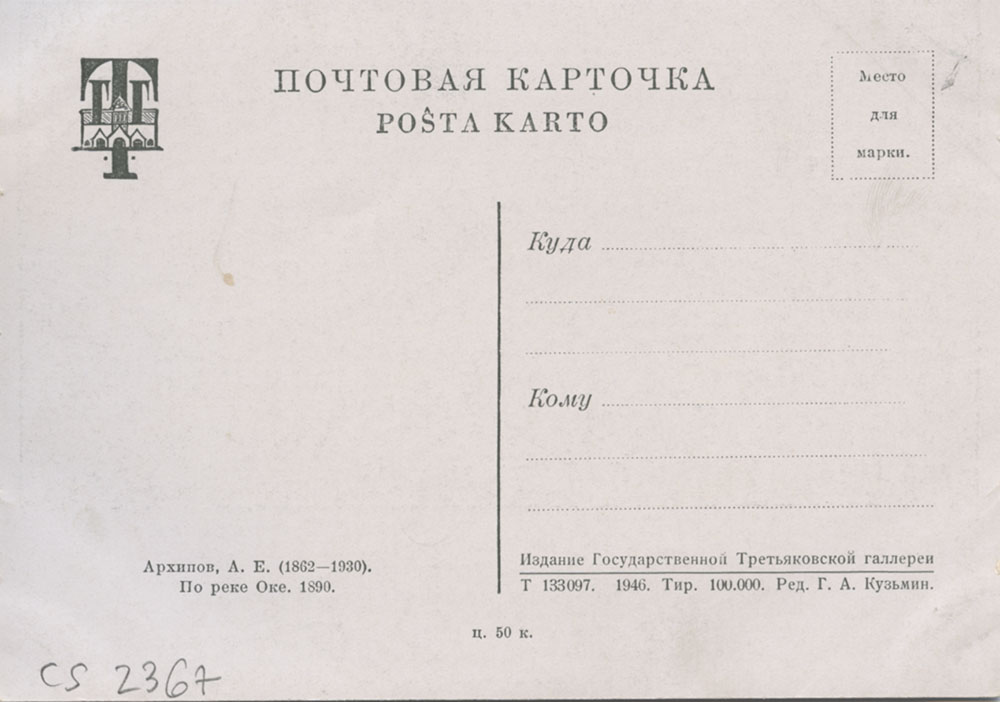 ПОЧТОВАЯ КАРТОЧКА
POŜTA KARTO
Место
для
марки.
Куда
Кому
Архипов, А. Е. (1862—1930).
По реке Оке. 1890.
Издание Государственной Третьяковской галлереи
Т 133097. 1946. Тир. 100.000. Ред. Г. А. Кузьмин.
ц. 50 к.
CS 2367